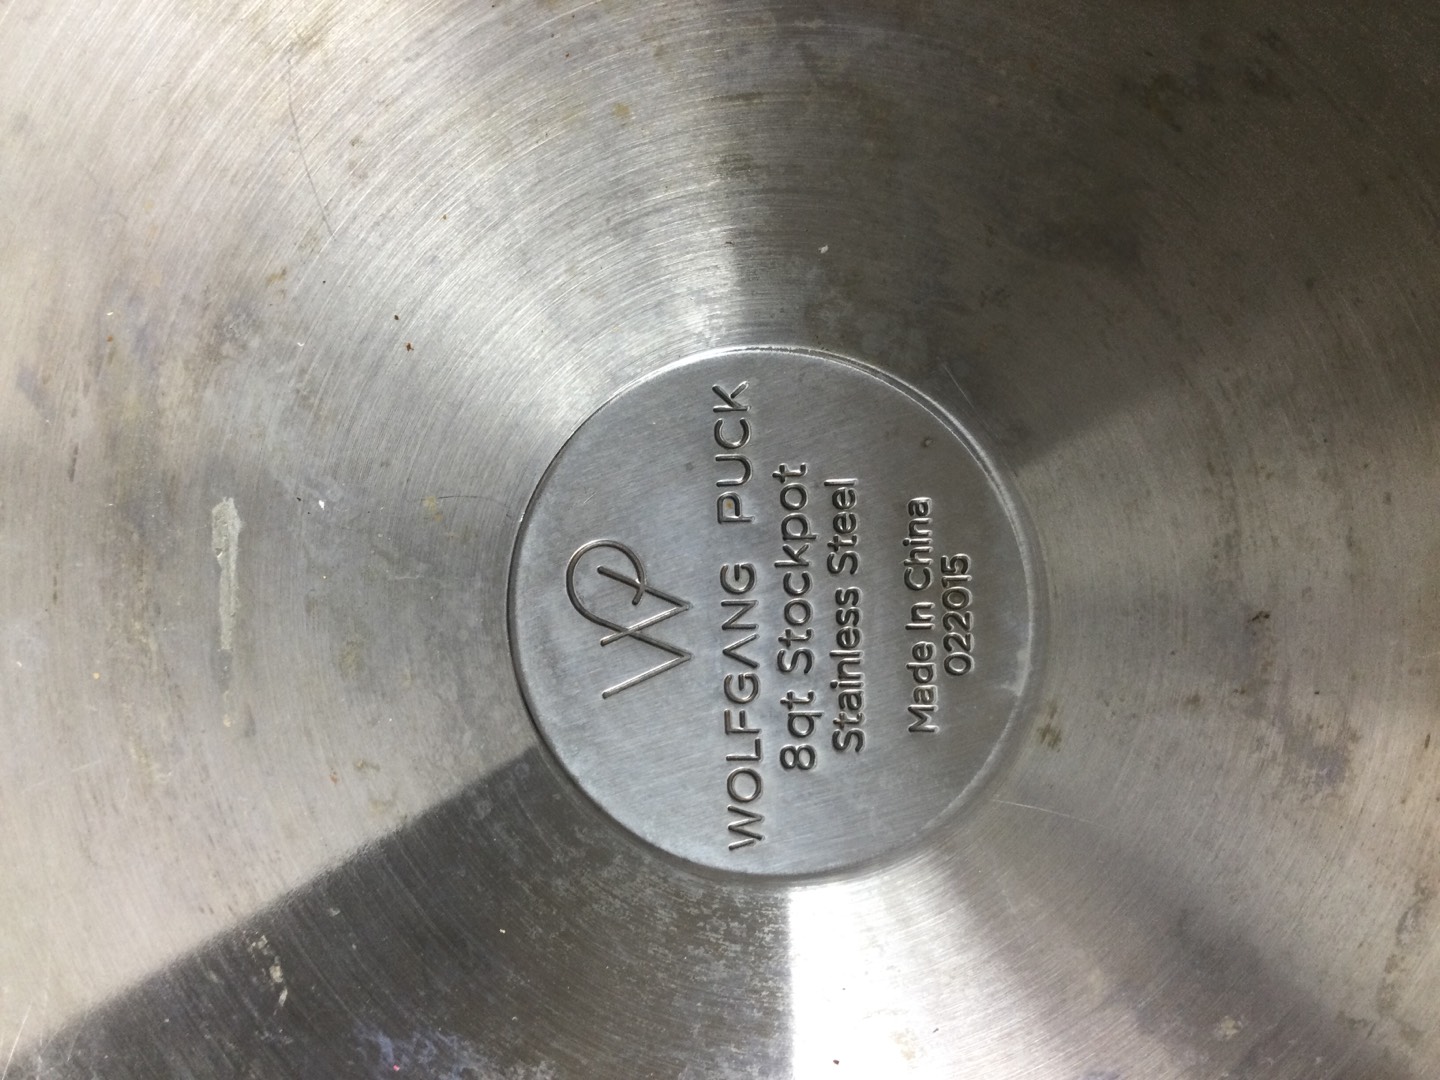 WP
WOLFGANG PUCK
8qt Stockpot
Stainless Steel
Made In China
022015